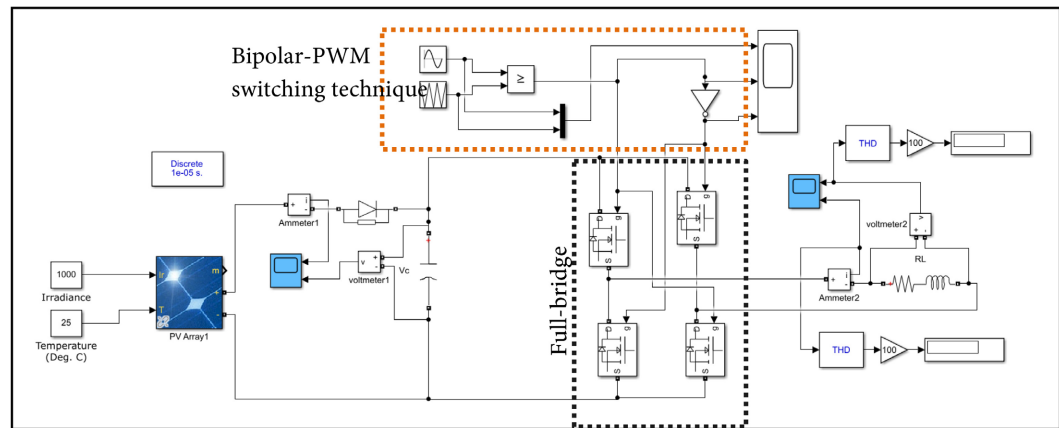 Bipolar-PWM
switching technique
≥
Discrete
1e-05 s.
THD
100
i
+
-
Ammeter1
v
+
-
voltmeter1
Vc
1000
Irradiance
25
Temperature
(Deg. C)
Ir
T
m
+
-
PV Array1
Full-bridge
D
g
S
D
g
S
D
g
S
D
g
S
v
+ -
voltmeter2
RL
+
i
-
Ammeter2
THD
100